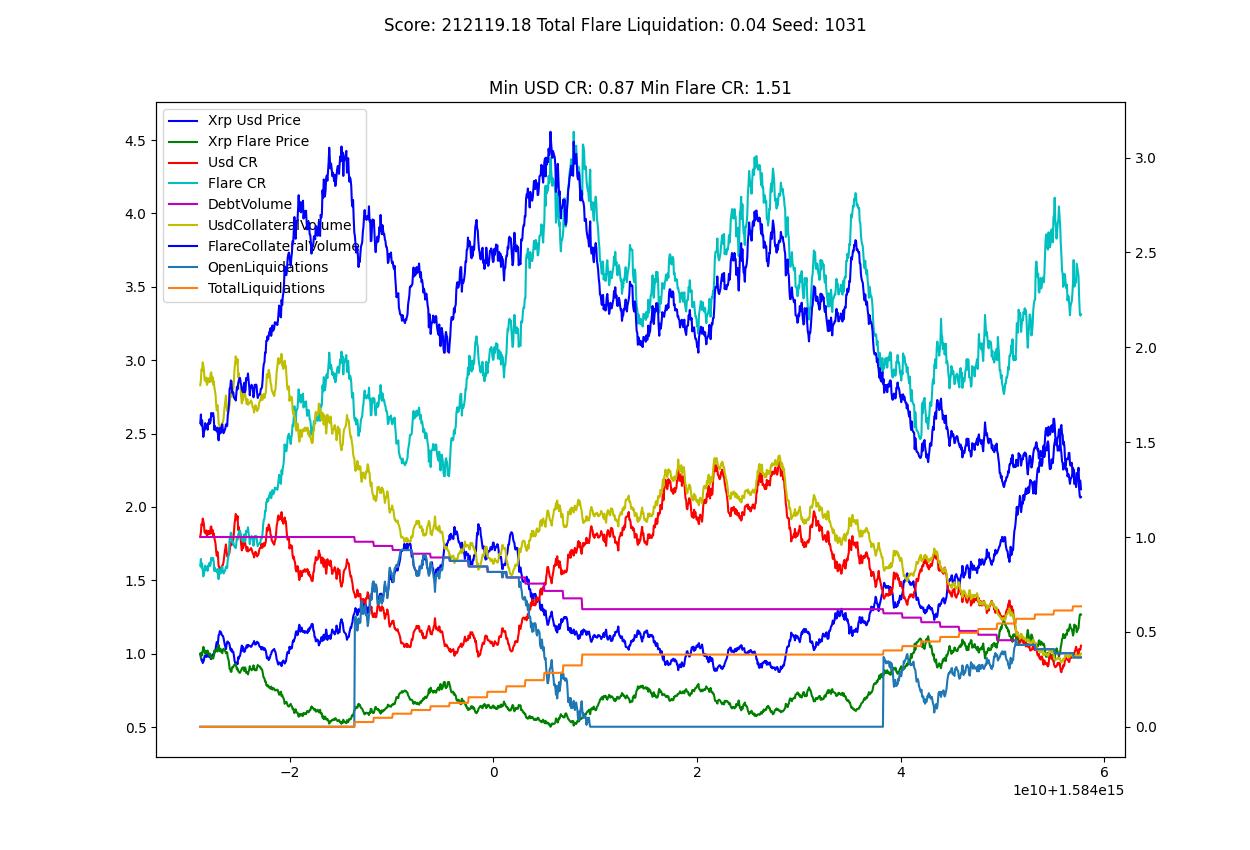 Score: 212119.18 Total Flare Liquidation: 0.04 Seed: 1031
Min USD CR: 0.87 Min Flare CR: 1.51
Xrp Usd Price
Xrp Flare Price
Usd CR
Flare CR
DebtVolume
UsdCollateralVolume
FlareCollateralVolume
OpenLiquidations
TotalLiquidations
4.5
4.0
3.5
3.0
2.5
2.0
1.5
1.0
0.5
3.0
2.5
2.0
1.5
1.0
0.5
0.0
−2 0 2 4 6
1e10+1.584e15